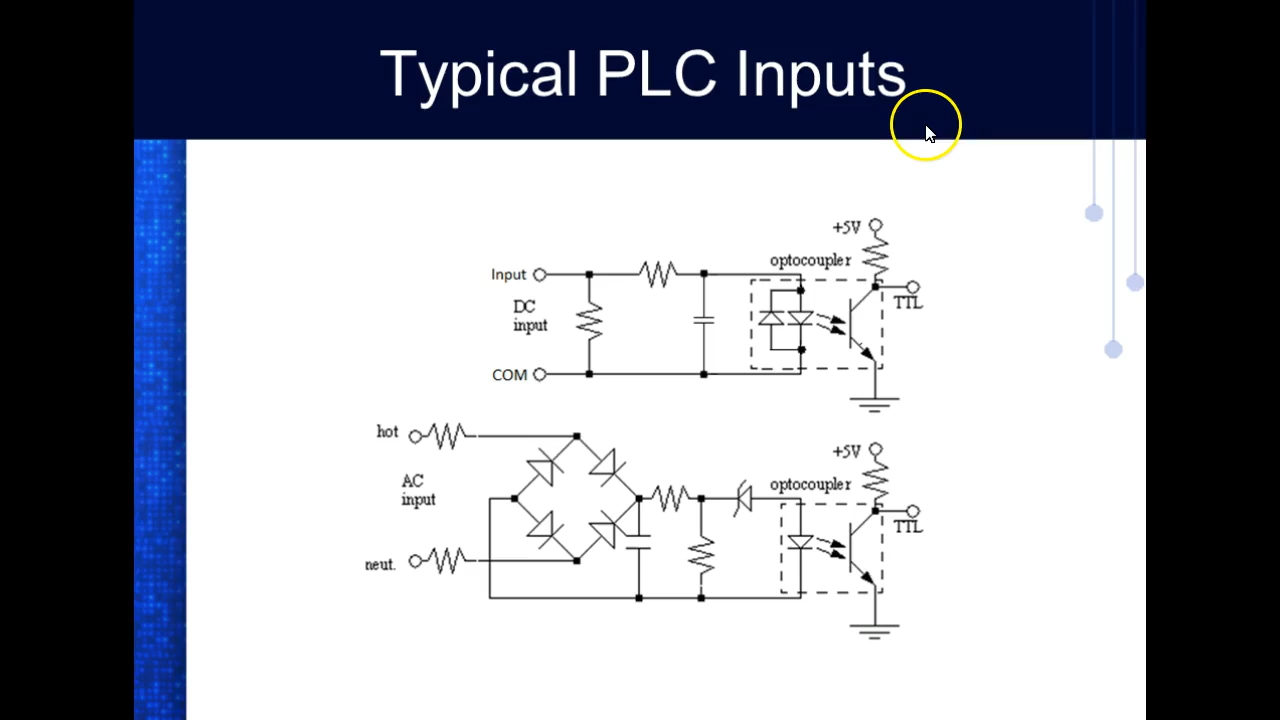 Typical PLC Inputs
+5V
optocoupler
Input
TTL
DC
input
COM
hot
+5V
AC
input
optocoupler
TTL
neut.